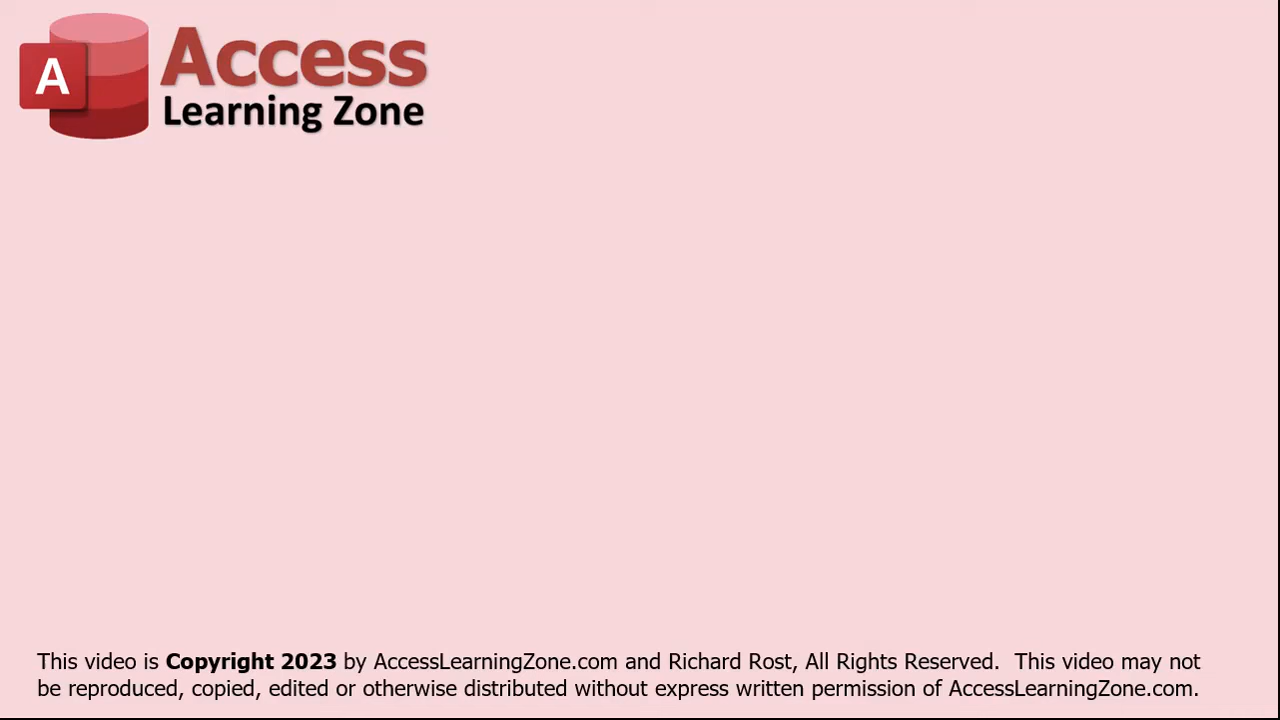 A
Access
Learning Zone
This video is Copyright 2023 by AccessLearningZone.com and Richard Rost, All Rights Reserved.  This video may not
be reproduced, copied, edited or otherwise distributed without express written permission of AccessLearningZone.com.